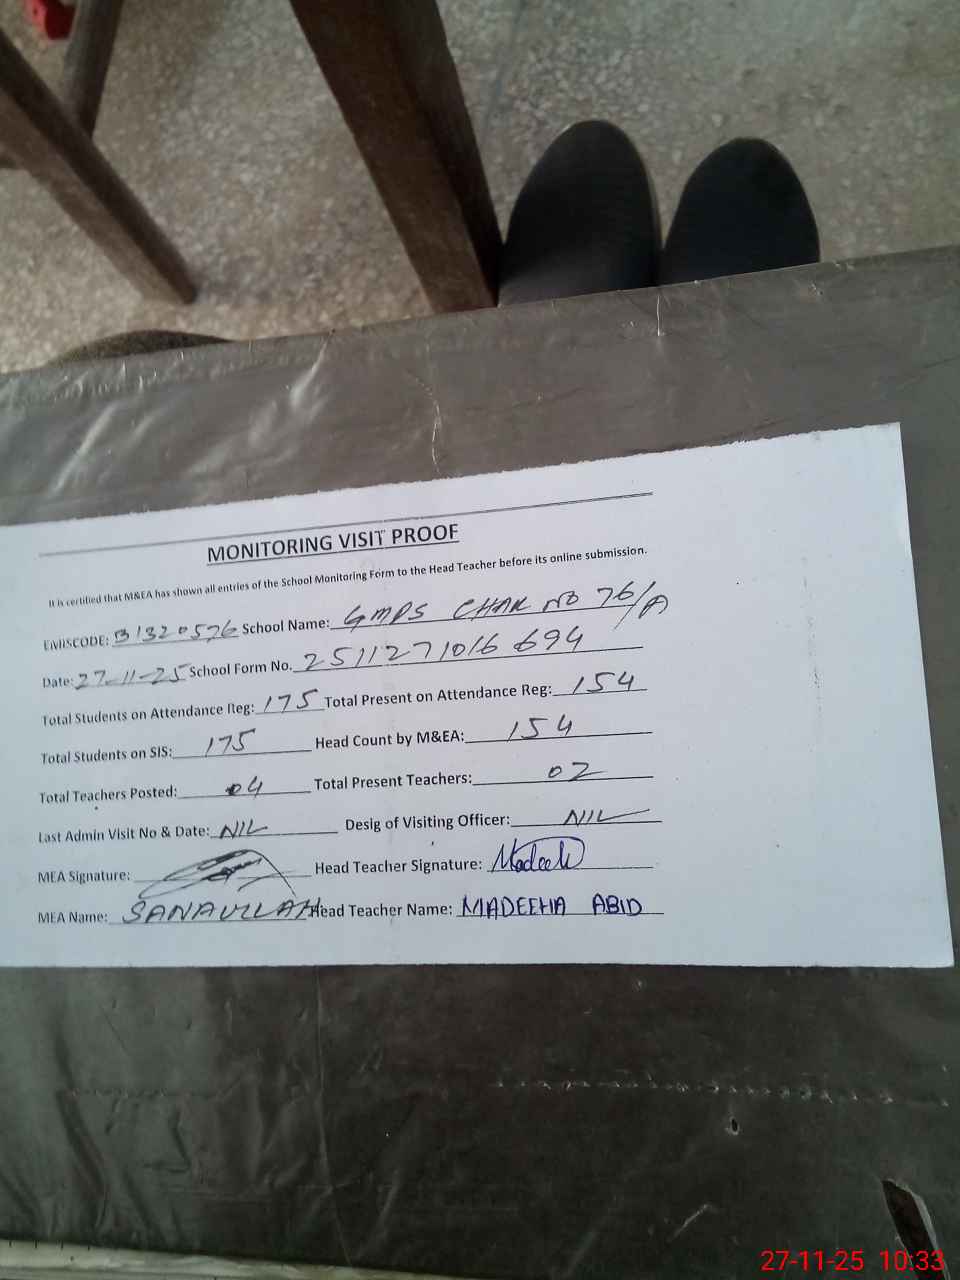 MONITORING VISIT PROOF
It is certified that M&EA has shown all entries of the School Monitoring Form to the Head Teacher before its online submission.
EMISCODE: 31320576 School Name: GMPS CHAK NO 76/A
Date: 27-11-25 School Form No. 2511271016694
Total Students on Attendance Reg: 175 Total Present on Attendance Reg: 154
Total Students on SIS: 175 Head Count by M&EA: 154
Total Teachers Posted: 04 Total Present Teachers: 02
Last Admin Visit No & Date: NIL Desig of Visiting Officer: NIL
MEA Signature: Head Teacher Signature: Madeeh
MEA Name: SANAULLAH Head Teacher Name: MADEEHA ABID
27-11-25 10:33